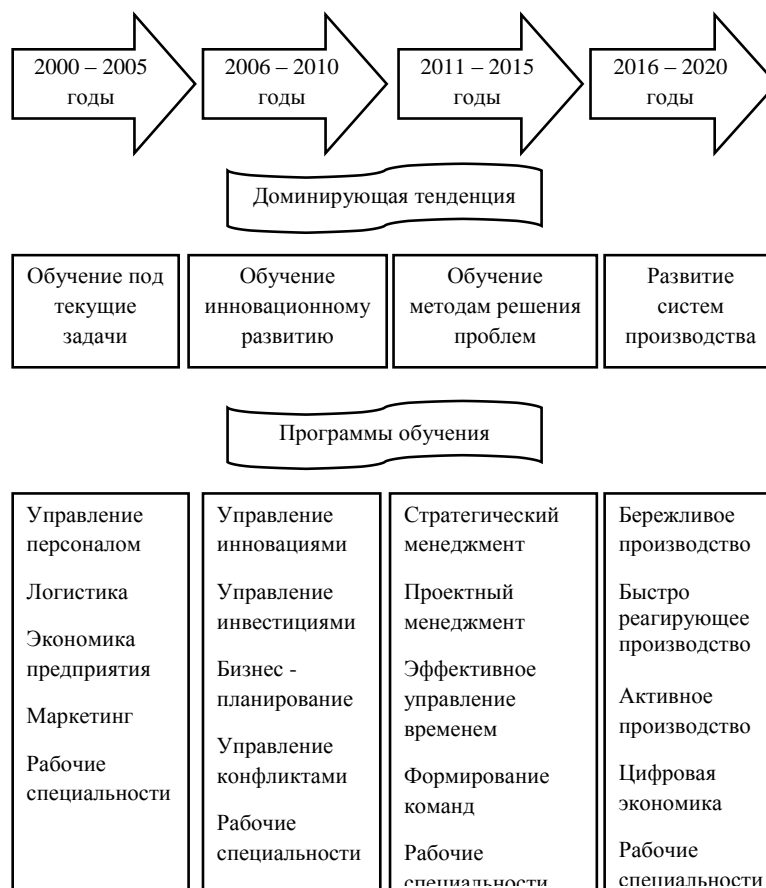 2000 – 2005
годы
2006 – 2010
годы
2011 – 2015
годы
2016 – 2020
годы
Доминирующая тенденция
Обучение под
текущие
задачи
Обучение
инновационному
развитию
Обучение
методам решения
проблем
Развитие
систем
производства
Программы обучения
Управление
персоналом
Логистика
Экономика
предприятия
Маркетинг
Рабочие
специальности
Управление
инновациями
Управление
инвестициями
Бизнес -
планирование
Управление
конфликтами
Рабочие
специальности
Стратегический
менеджмент
Проектный
менеджмент
Эффективное
управление
временем
Формирование
команд
Рабочие
специальности
Бережливое
производство
Быстро
реагирующее
производство
Активное
производство
Цифровая
экономика
Рабочие
специальности